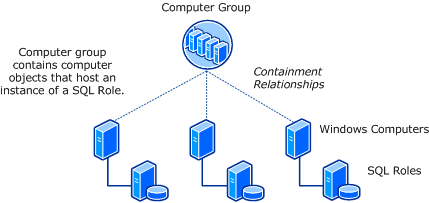 Computer Group
Computer group
contains computer
objects that host an
instance of a SQL Role.
Containment
Relationships
Windows Computers
SQL Roles